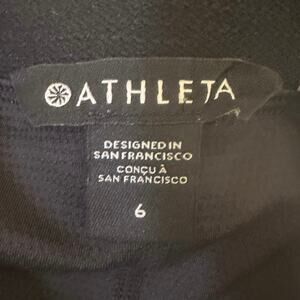 ATHLETA
DESIGNED IN
SAN FRANCISCO
CONÇU À
SAN FRANCISCO
6